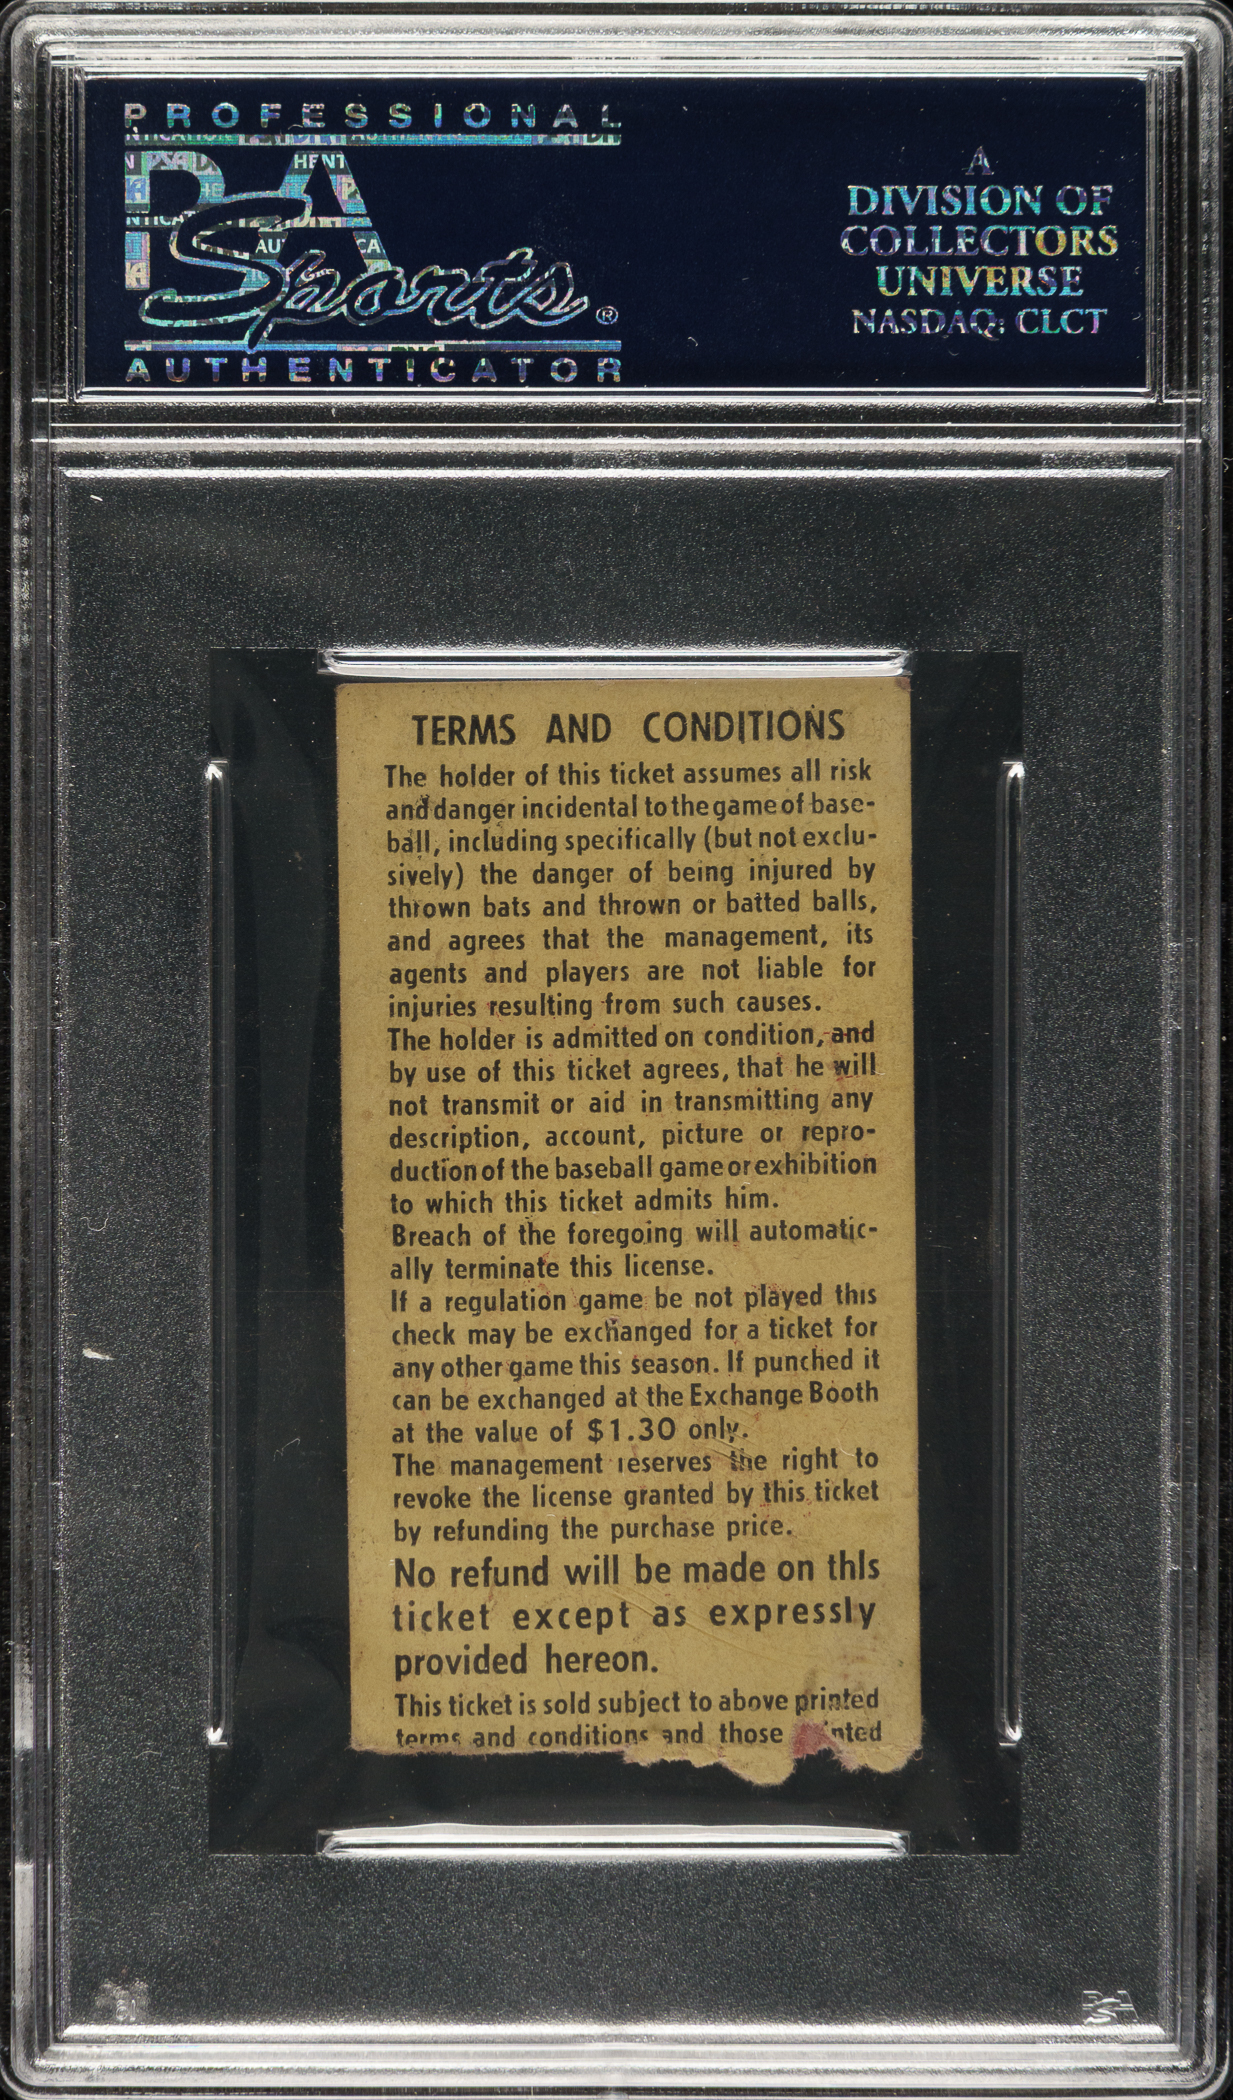 PROFESSIONAL
PSA
Sports®
AUTHENTICATOR
A
DIVISION OF
COLLECTORS
UNIVERSE
NASDAQ: CLCT
TERMS AND CONDITIONS
The holder of this ticket assumes all risk
and danger incidental to the game of base-
ball, including specifically (but not exclu-
sively) the danger of being injured by
thrown bats and thrown or batted balls,
and agrees that the management, its
agents and players are not liable for
injuries resulting from such causes.
The holder is admitted on condition, and
by use of this ticket agrees, that he will
not transmit or aid in transmitting any
description, account, picture or repro-
duction of the baseball game or exhibition
to which this ticket admits him.
Breach of the foregoing will automatic-
ally terminate this license.
If a regulation game be not played this
check may be exchanged for a ticket for
any other game this season. If punched it
can be exchanged at the Exchange Booth
at the value of $1.30 only.
The management reserves the right to
revoke the license granted by this ticket
by refunding the purchase price.
No refund will be made on this
ticket except as expressly
provided hereon.
This ticket is sold subject to above printed
terms and conditions and those printed
PSA